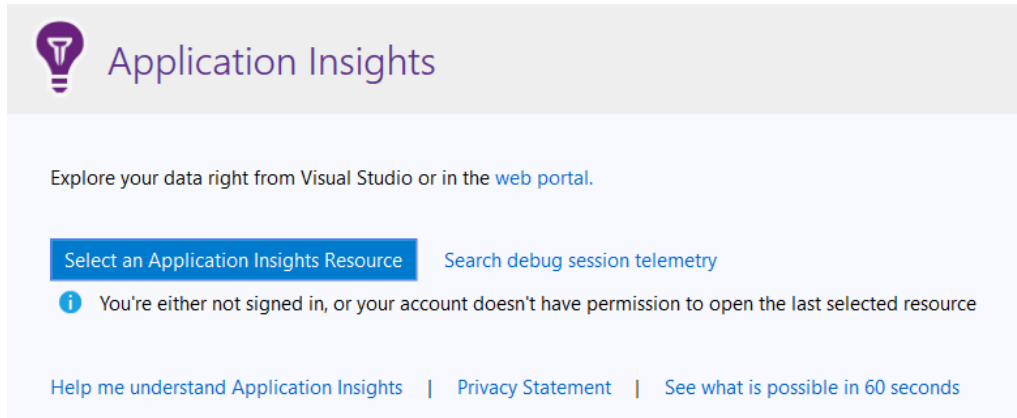 Application Insights
Explore your data right from Visual Studio or in the web portal.
Select an Application Insights Resource Search debug session telemetry
You're either not signed in, or your account doesn't have permission to open the last selected resource
Help me understand Application Insights | Privacy Statement | See what is possible in 60 seconds